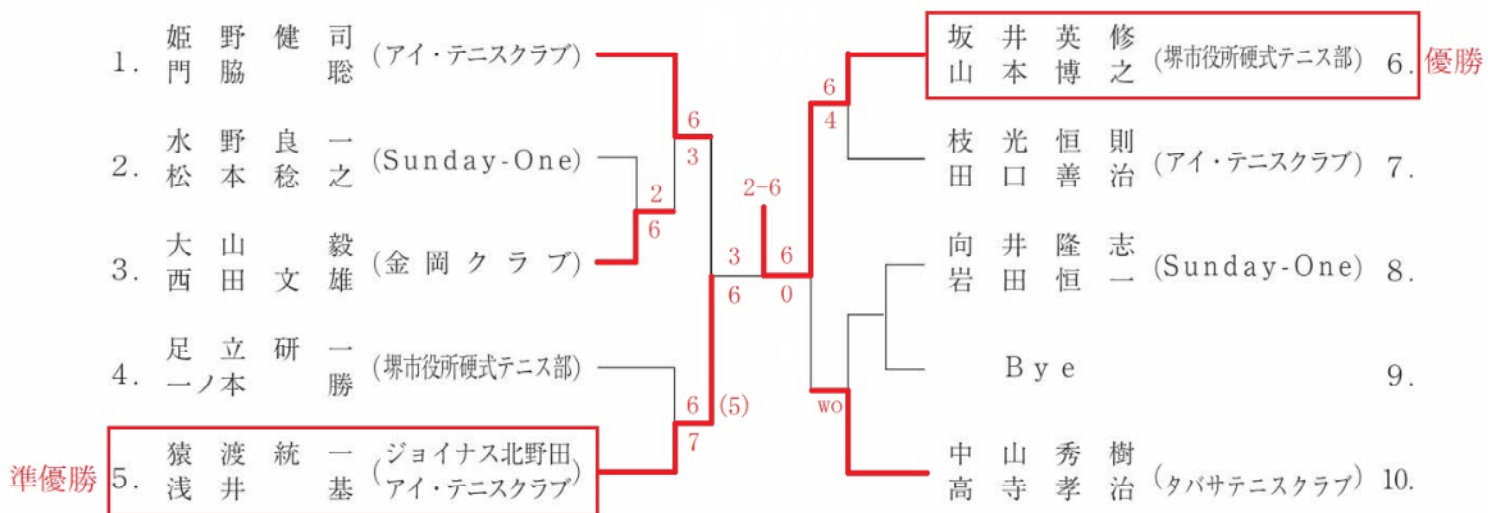 1. 姫野健司 (アイ・テニスクラブ)
門脇聡
6
3
2. 水野良一 (Sunday-One)
松本稔之
2
6
3. 大山毅 (金岡クラブ)
西田文雄
3
6
4. 足立研一 (堺市役所硬式テニス部)
一ノ本勝
6 (5)
7
準優勝 5. 猿渡統一 (ジョイナス北野田
浅井基 アイ・テニスクラブ)
2-6
坂井英修 (堺市役所硬式テニス部) 6. 優勝
山本博之
6
4
枝光恒則 (アイ・テニスクラブ) 7.
田口善治
6
0
向井隆志 (Sunday-One) 8.
岩田恒一
Bye 9.
wo
中山秀樹 (タバサテニスクラブ) 10.
高寺孝治